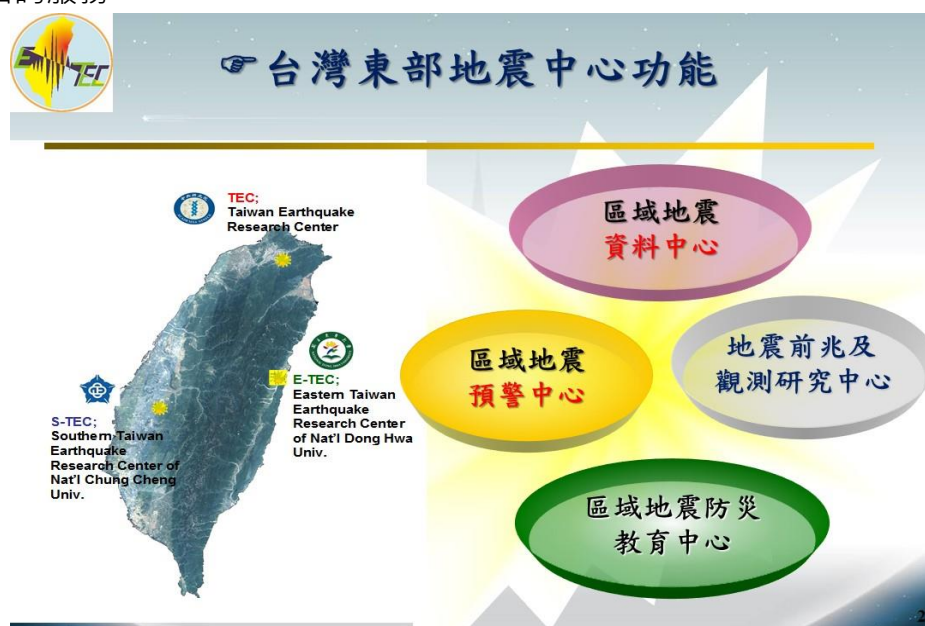 E-TEC
☞台灣東部地震中心功能
TEC;
Taiwan Earthquake
Research Center
區域地震
資料中心
E-TEC;
Eastern Taiwan
Earthquake
Research Center
of Nat'l Dong Hwa
Univ.
區域地震
預警中心
地震前兆及
觀測研究中心
S-TEC;
Southern Taiwan
Earthquake
Research Center of
Nat'l Chung Cheng
Univ.
區域地震防災
教育中心
2